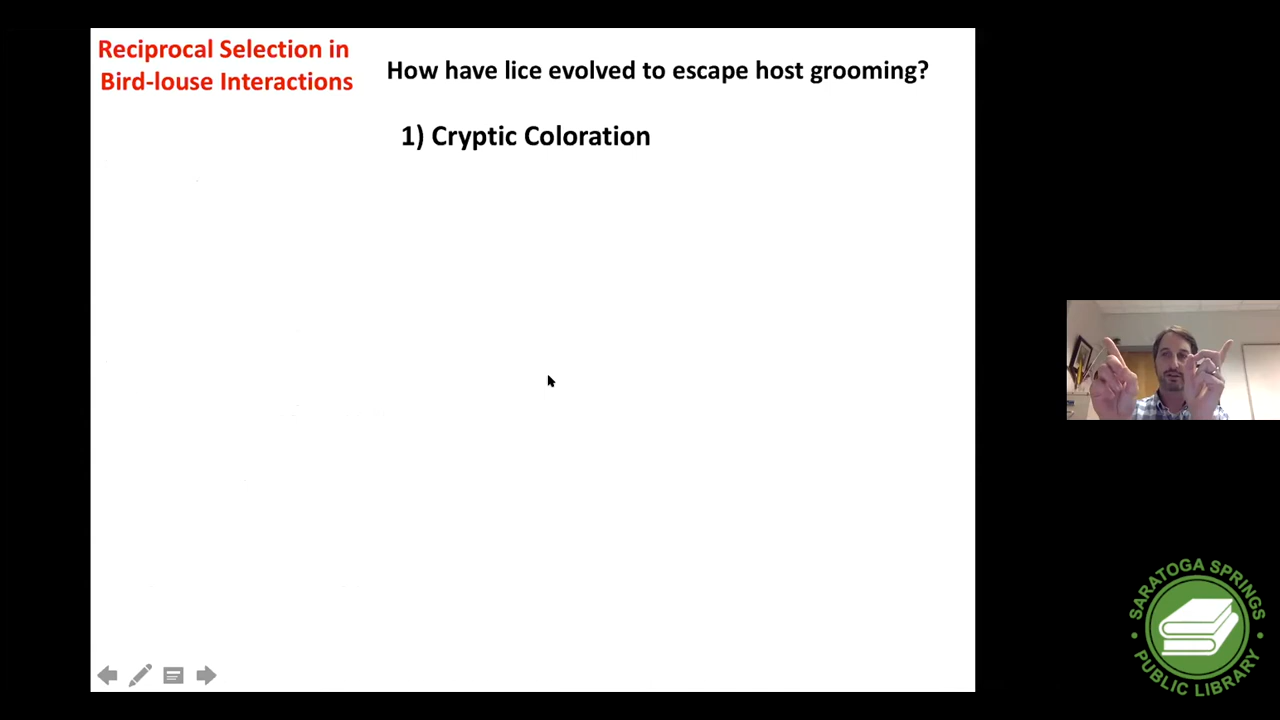 Reciprocal Selection in
Bird-louse Interactions
How have lice evolved to escape host grooming?
1) Cryptic Coloration
SARATOGA SPRINGS
PUBLIC LIBRARY